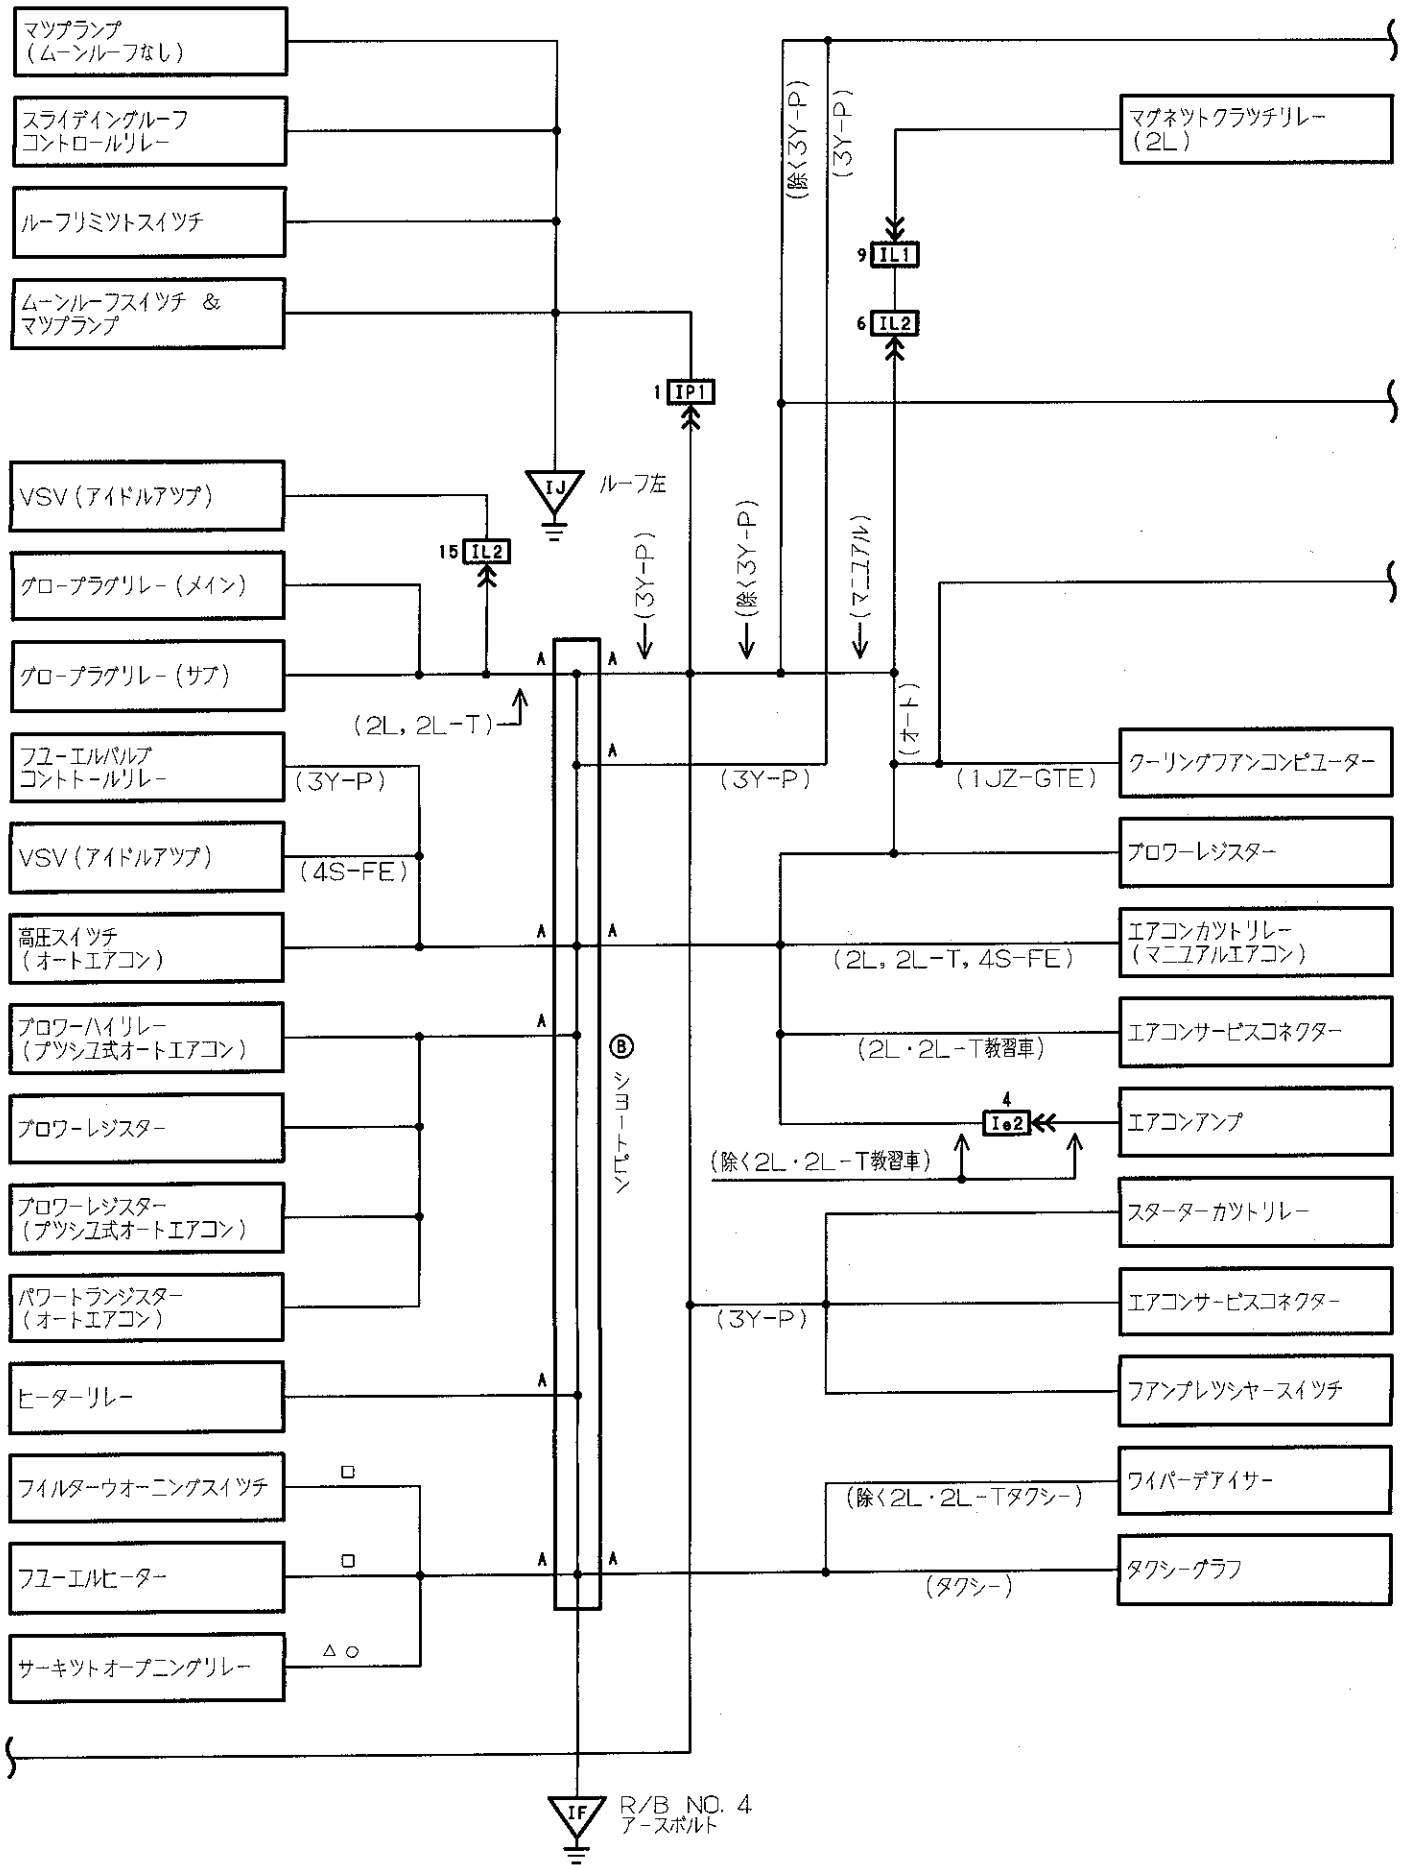 マツプランプ
(ムーンルーフなし)
スライデイングルーフ
コントロールリレー
ルーフリミツトスイツチ
ムーンルーフスイツチ &
マツプランプ
(除く3Y-P)
(3Y-P)
マグネツトクラツチリレー
(2L)
9 IL1
6 IL2
1 IP1
IJ ルーフ左
VSV(アイドルアツプ)
15 IL2
グロープラグリレー(メイン)
グロープラグリレー(サブ)
(2L, 2L-T)
A
A
(3Y-P)
(除く3Y-P)
(マニユアル)
(オート)
フユーエルバルブ
コントトールリレー
(3Y-P)
A
(3Y-P)
(1JZ-GTE)
クーリングフアンコンピユーター
VSV(アイドルアツプ)
(4S-FE)
ブロワーレジスター
高圧スイツチ
(オートエアコン)
A
A
(2L, 2L-T, 4S-FE)
エアコンカツトリレー
(マニユアルエアコン)
ブロワーハイリレー
(プツシユ式オートエアコン)
A
B シヨートピン
(2L・2L-T教習車)
エアコンサービスコネクター
ブロワーレジスター
4
Ie2
エアコンアンプ
(除く2L・2L-T教習車)
ブロワーレジスター
(プツシユ式オートエアコン)
スターターカツトリレー
パワートランジスター
(オートエアコン)
(3Y-P)
エアコンサービスコネクター
ヒーターリレー
A
フアンプレツシヤースイツチ
フイルターウオーニングスイツチ
□
(除く2L・2L-Tタクシー)
ワイパーデアイサー
フユーエルヒーター
□
A
A
(タクシー)
タクシーグラフ
サーキツトオープニングリレー
△ ○
IF R/B NO. 4
アースボルト